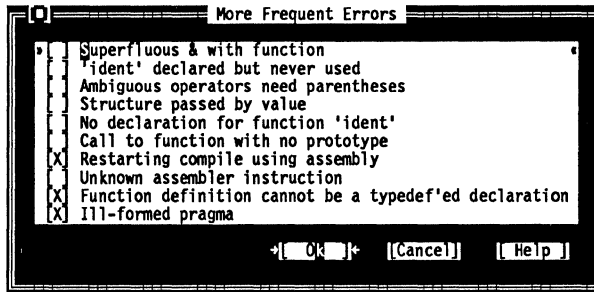 More Frequent Errors
[ ] Superfluous & with function
[ ] 'ident' declared but never used
[ ] Ambiguous operators need parentheses
[ ] Structure passed by value
[ ] No declaration for function 'ident'
[ ] Call to function with no prototype
[X] Restarting compile using assembly
[ ] Unknown assembler instruction
[X] Function definition cannot be a typedef'ed declaration
[X] Ill-formed pragma
[ Ok ] [Cancel] [ Help ]